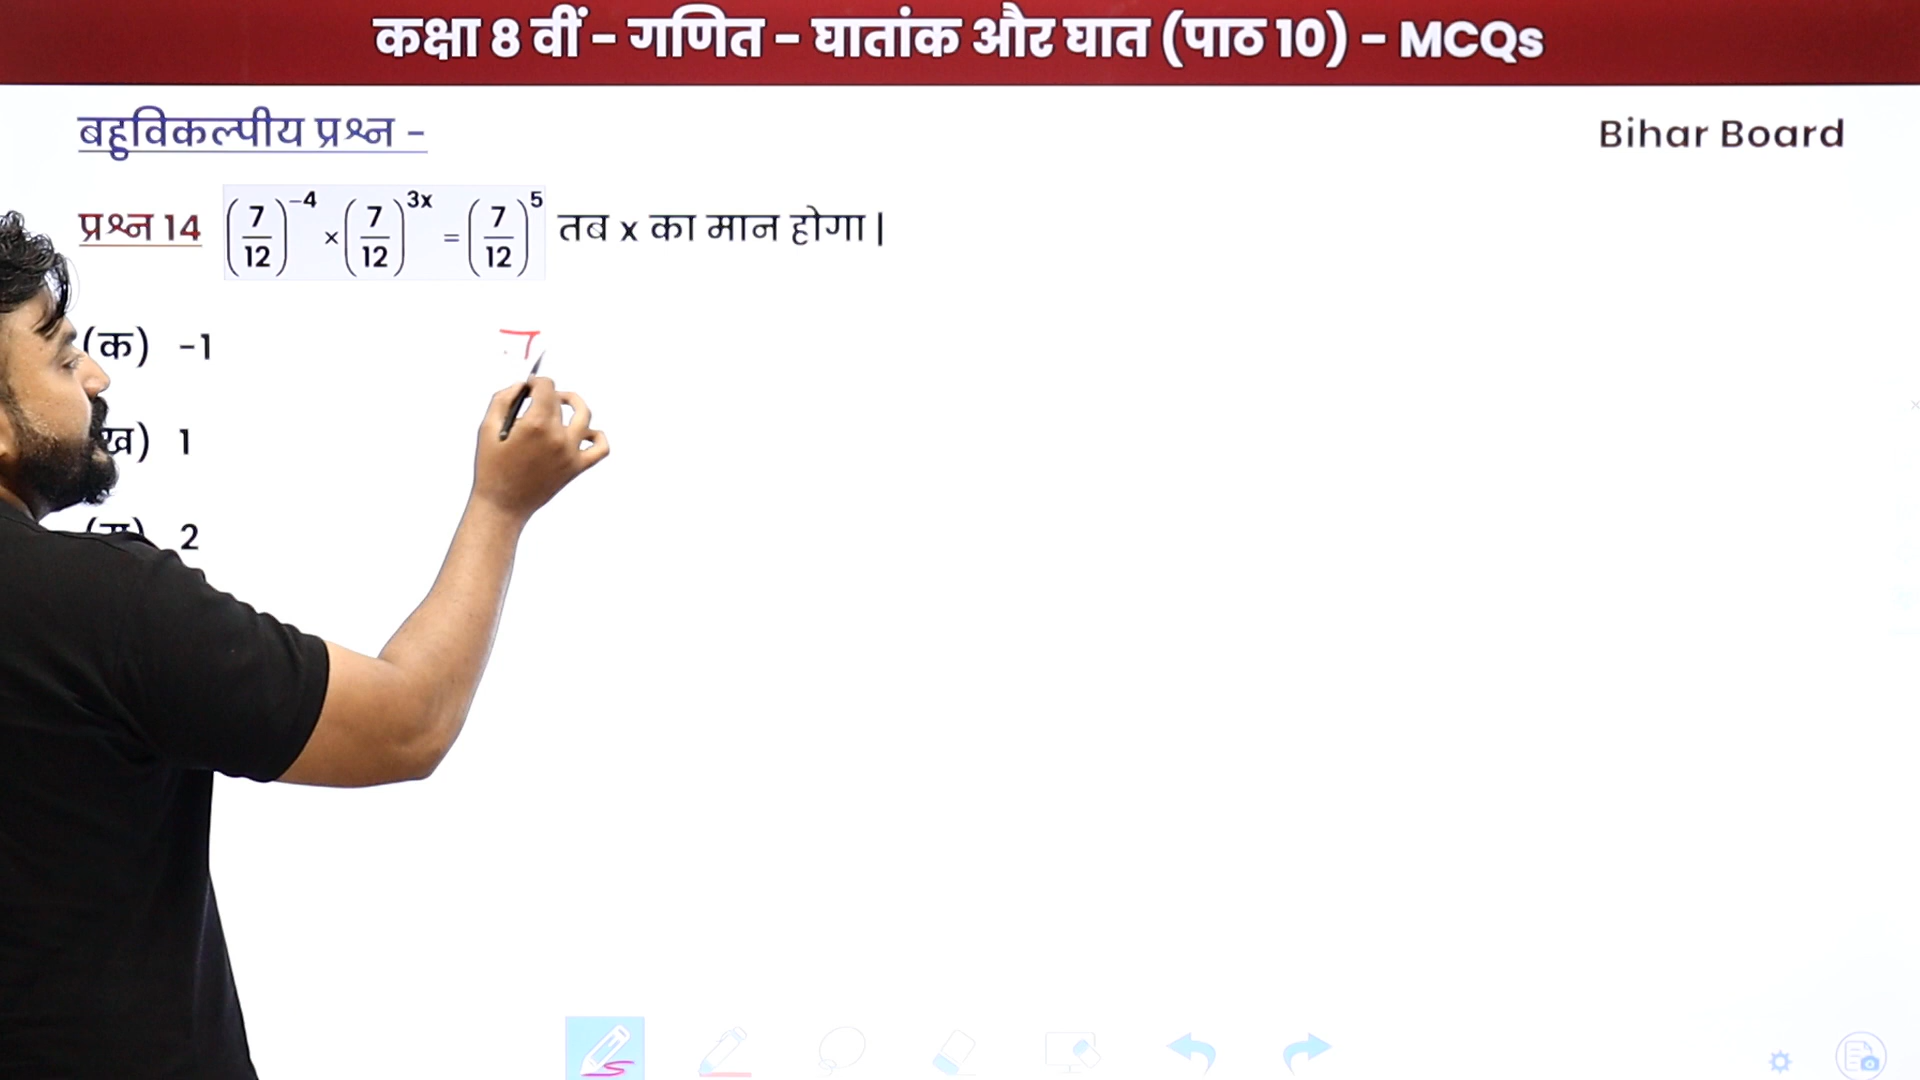 कक्षा 8 वीं - गणित - घातांक और घात (पाठ 10) - MCQs
बहुविकल्पीय प्रश्न -
Bihar Board
प्रश्न 14 (7/12)^-4 × (7/12)^3x = (7/12)^5 तब x का मान होगा |
(क) -1
ख) 1
2
7